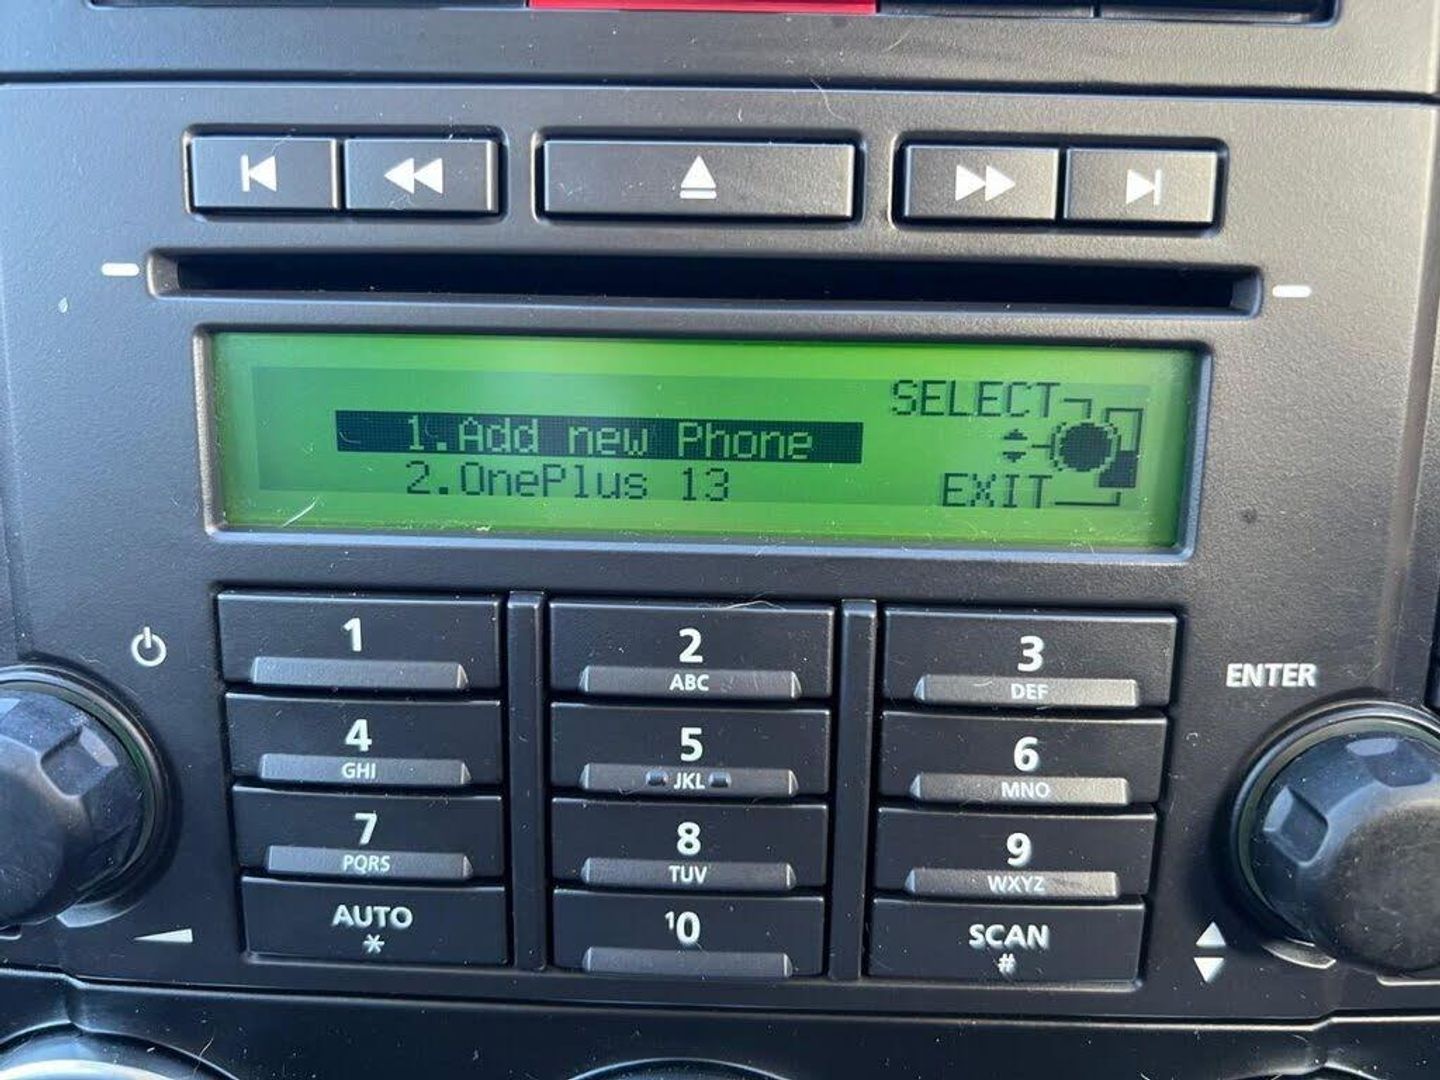 SELECT
1.Add new Phone
2.OnePlus 13
EXIT
1
2
ABC
3
DEF
ENTER
4
GHI
5
JKL
6
MNO
7
PQRS
8
TUV
9
WXYZ
AUTO
*
10
SCAN
#